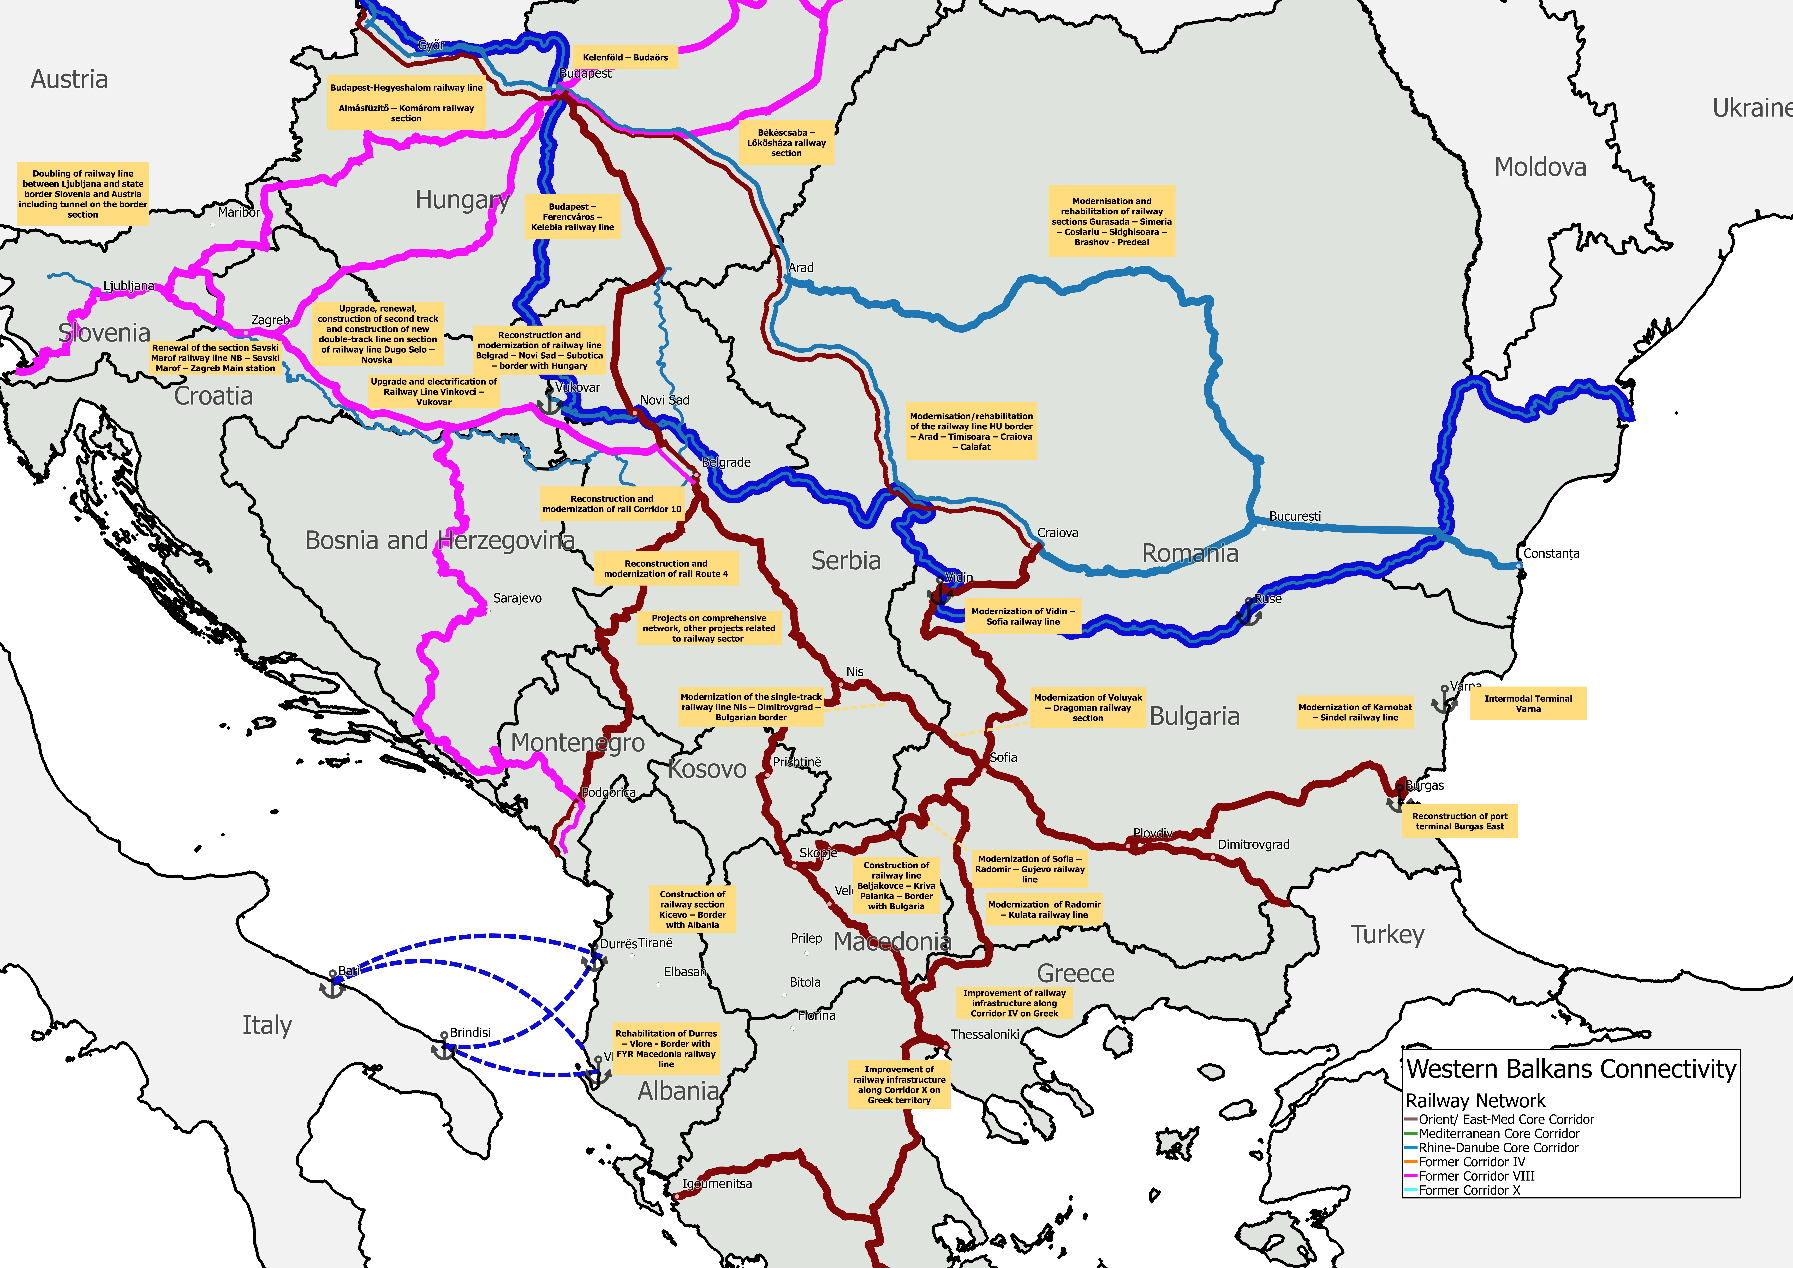 Győr
Kelenföld – Budaörs
Budapest
Austria
Budapest-Hegyeshalom railway line
Almásfüzitő – Komárom railway
section
Ukraine
Békéscsaba –
Lőkösháza railway
section
Moldova
Doubling of railway line
between Ljubljana and state
border Slovenia and Austria
including tunnel on the border
section
Maribor
Hungary
Budapest –
Ferencváros –
Kelebia railway line
Modernisation and
rehabilitation of railway
sections Gurasada – Simeria
– Coslariu – Sidghisoara –
Brashov - Predeal
Arad
Ljubljana
Slovenia
Zagreb
Upgrade, renewal,
construction of second track
and construction of new
double-track line on section
of railway line Dugo Selo –
Novska
Reconstruction and
modernization of railway line
Belgrad – Novi Sad – Subotica
– border with Hungary
Renewal of the section Savski
Marof railway line NB – Savski
Marof – Zagreb Main station
Croatia
Upgrade and electrification of
Railway Line Vinkovci –
Vukovar
Vukovar
Novi Sad
Modernisation/rehabilitation
of the railway line HU border
– Arad – Timisoara – Craiova
– Calafat
Belgrade
Reconstruction and
modernization of rail Corridor 10
Bosnia and Herzegovina
Bucuresti
Craiova
Serbia
Romania
Constanța
Reconstruction and
modernization of rail Route 4
Vidin
Sarajevo
Ruse
Modernization of Vidin –
Sofia railway line
Projects on comprehensive
network, other projects related
to railway sector
Nis
Modernization of the single-track
railway line Nis – Dimitrovgrad –
Bulgarian border
Modernization of Voluyak
– Dragoman railway
section
Bulgaria
Modernization of Karnobat
– Sindel railway line
Varna
Intermodal Terminal
Varna
Montenegro
Kosovo
Prishtinë
Sofia
Podgorica
Burgas
Reconstruction of port
terminal Burgas East
Plovdiv
Dimitrovgrad
Skopje
Construction of
railway line
Beljakovce – Kriva
Palanka – Border
with Bulgaria
Modernization of Sofia –
Radomir – Gujevo railway
line
Construction of
railway section
Kicevo – Border
with Albania
Modernization of Radomir
– Kulata railway line
Prilep
Macedonia
Turkey
Durrës
Tiranë
Elbasan
Bitola
Greece
Bari
Improvement of railway
infrastructure along
Corridor IV on Greek
Florina
Italy
Brindisi
Rehabilitation of Durres
– Vlore - Border with
FYR Macedonia railway
line
Thessaloniki
Albania
Improvement of
railway infrastructure
along Corridor X on
Greek territory
Igoumenitsa
Western Balkans Connectivity
Railway Network
Orient/ East-Med Core Corridor
Mediterranean Core Corridor
Rhine-Danube Core Corridor
Former Corridor IV
Former Corridor VIII
Former Corridor X